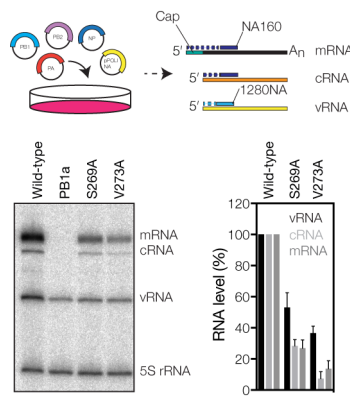 Cap
NA160
PB1
PB2
NP
PA
pPOLI
NA
5'
An mRNA
cRNA
1280NA
5'
vRNA
Wild-type
PB1a
S269A
V273A
mRNA
cRNA
vRNA
5S rRNA
Wild-type
S269A
V273A
RNA level (%)
120
100
80
60
40
20
0
vRNA
cRNA
mRNA